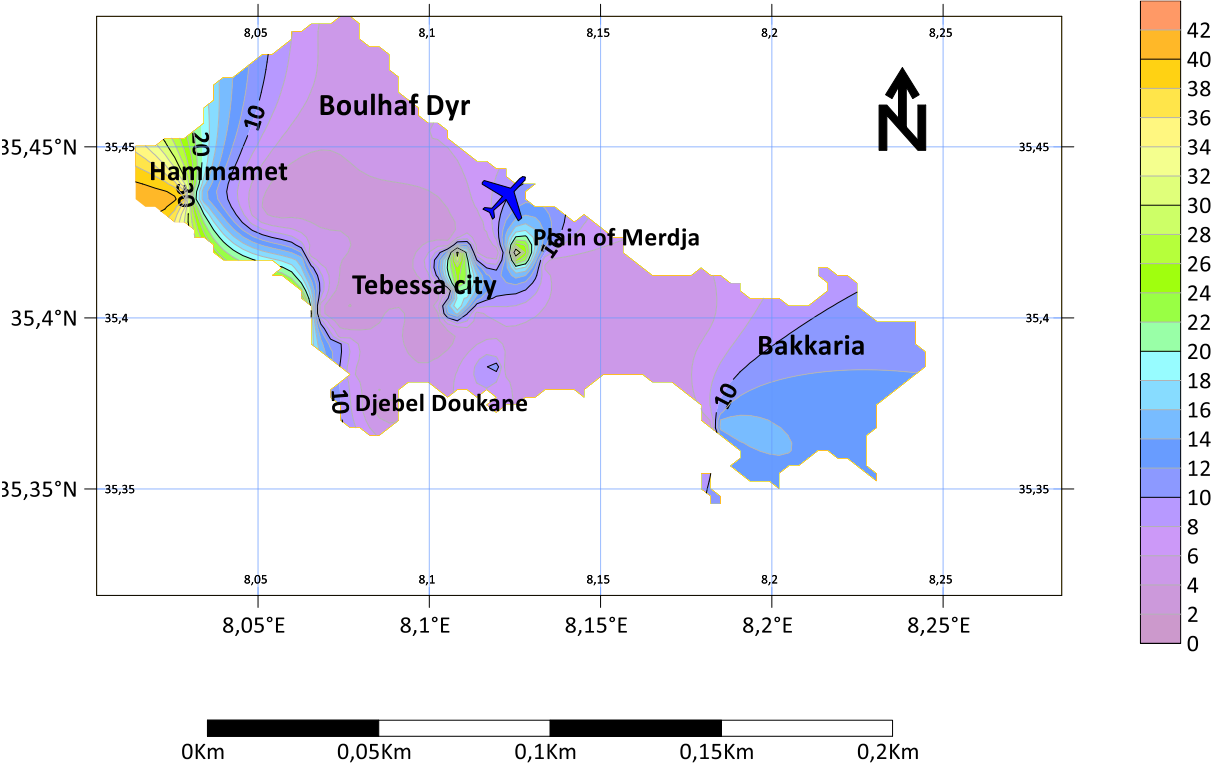 8,05 8,1 8,15 8,2 8,25
42
40
38
36
34
32
30
28
26
24
22
20
18
16
14
12
10
8
6
4
2
0
Boulhaf Dyr
10
N
35,45°N 35,45 35,45
20
Hammamet
30
Plain of Merdja
10
Tebessa city
35,4°N 35,4 35,4
Bakkaria
10
10
Djebel Doukane
35,35°N 35,35 35,35
8,05 8,1 8,15 8,2 8,25
8,05°E 8,1°E 8,15°E 8,2°E 8,25°E
0Km 0,05Km 0,1Km 0,15Km 0,2Km